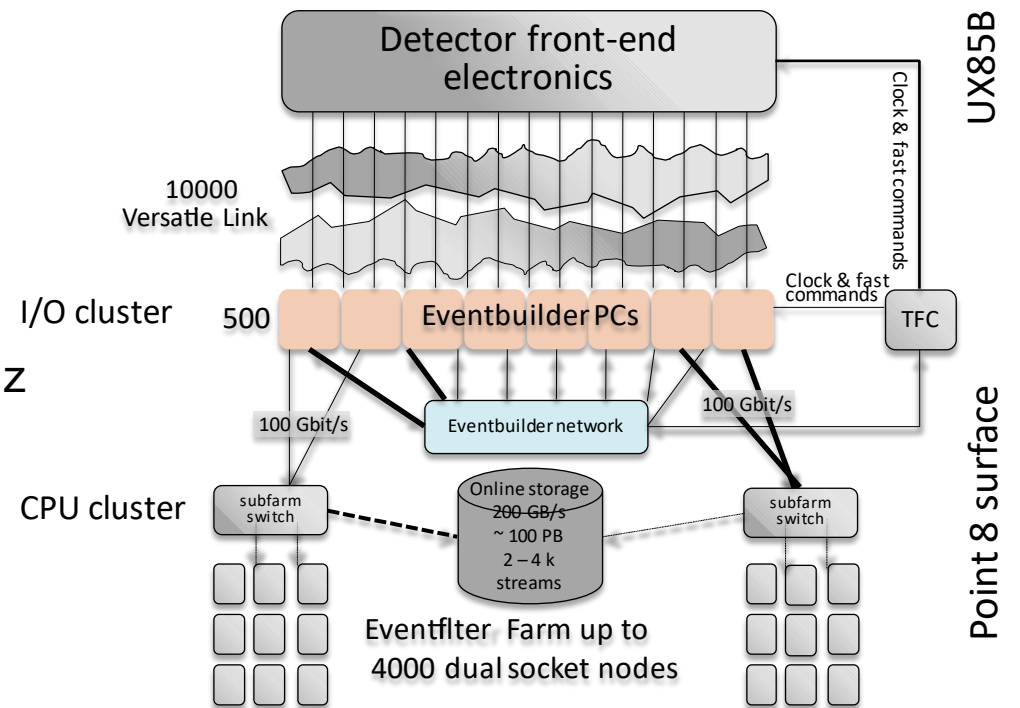 Detector front-end
electronics
UX85B
Clock & fast commands
10000
Versatle Link
Clock & fast
commands
I/O cluster
500
Eventbuilder PCs
TFC
z
100 Gbit/s
100 Gbit/s
Eventbuilder network
Point 8 surface
CPU cluster
subfarm
switch
Online storage
200 GB/s
~ 100 PB
2 – 4 k
streams
subfarm
switch
Eventflter Farm up to
4000 dual socket nodes